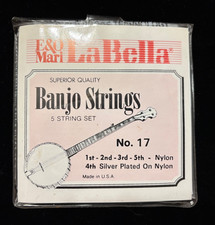 E&O
Mari LaBella
SUPERIOR QUALITY
Banjo Strings
5 STRING SET
No. 17
1st-2nd-3rd-5th - Nylon
4th Silver Plated On Nylon
Made in U.S.A